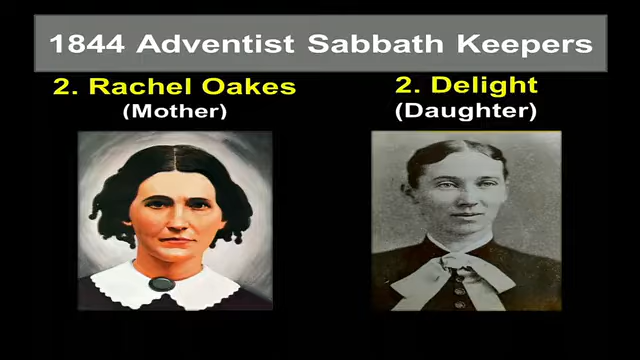 1844 Adventist Sabbath Keepers
2. Rachel Oakes
(Mother)
2. Delight
(Daughter)